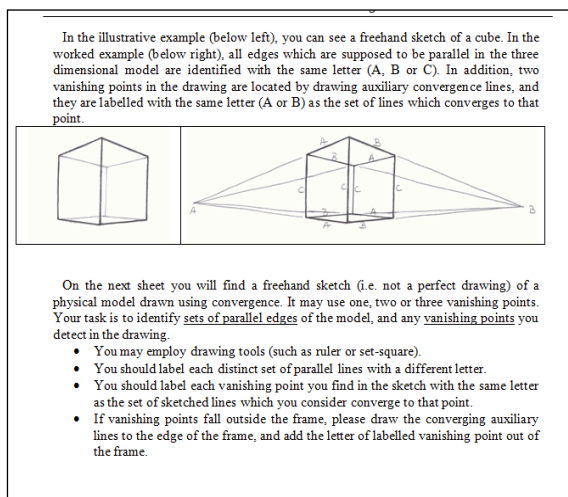 In the illustrative example (below left), you can see a freehand sketch of a cube. In the
worked example (below right), all edges which are supposed to be parallel in the three
dimensional model are identified with the same letter (A, B or C). In addition, two
vanishing points in the drawing are located by drawing auxiliary convergence lines, and
they are labelled with the same letter (A or B) as the set of lines which converges to that
point.
A B
B A
C C C C
A B
B A
A B
On the next sheet you will find a freehand sketch (i.e. not a perfect drawing) of a
physical model drawn using convergence. It may use one, two or three vanishing points.
Your task is to identify sets of parallel edges of the model, and any vanishing points you
detect in the drawing.
• You may employ drawing tools (such as ruler or set-square).
• You should label each distinct set of parallel lines with a different letter.
• You should label each vanishing point you find in the sketch with the same letter
as the set of sketched lines which you consider converge to that point.
• If vanishing points fall outside the frame, please draw the converging auxiliary
lines to the edge of the frame, and add the letter of labelled vanishing point out of
the frame.